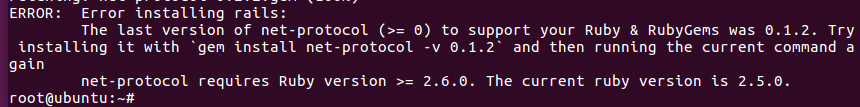 ERROR:  Error installing rails:
        The last version of net-protocol (>= 0) to support your Ruby & RubyGems was 0.1.2. Try
 installing it with `gem install net-protocol -v 0.1.2` and then running the current command a
gain
        net-protocol requires Ruby version >= 2.6.0. The current ruby version is 2.5.0.
root@ubuntu:~#